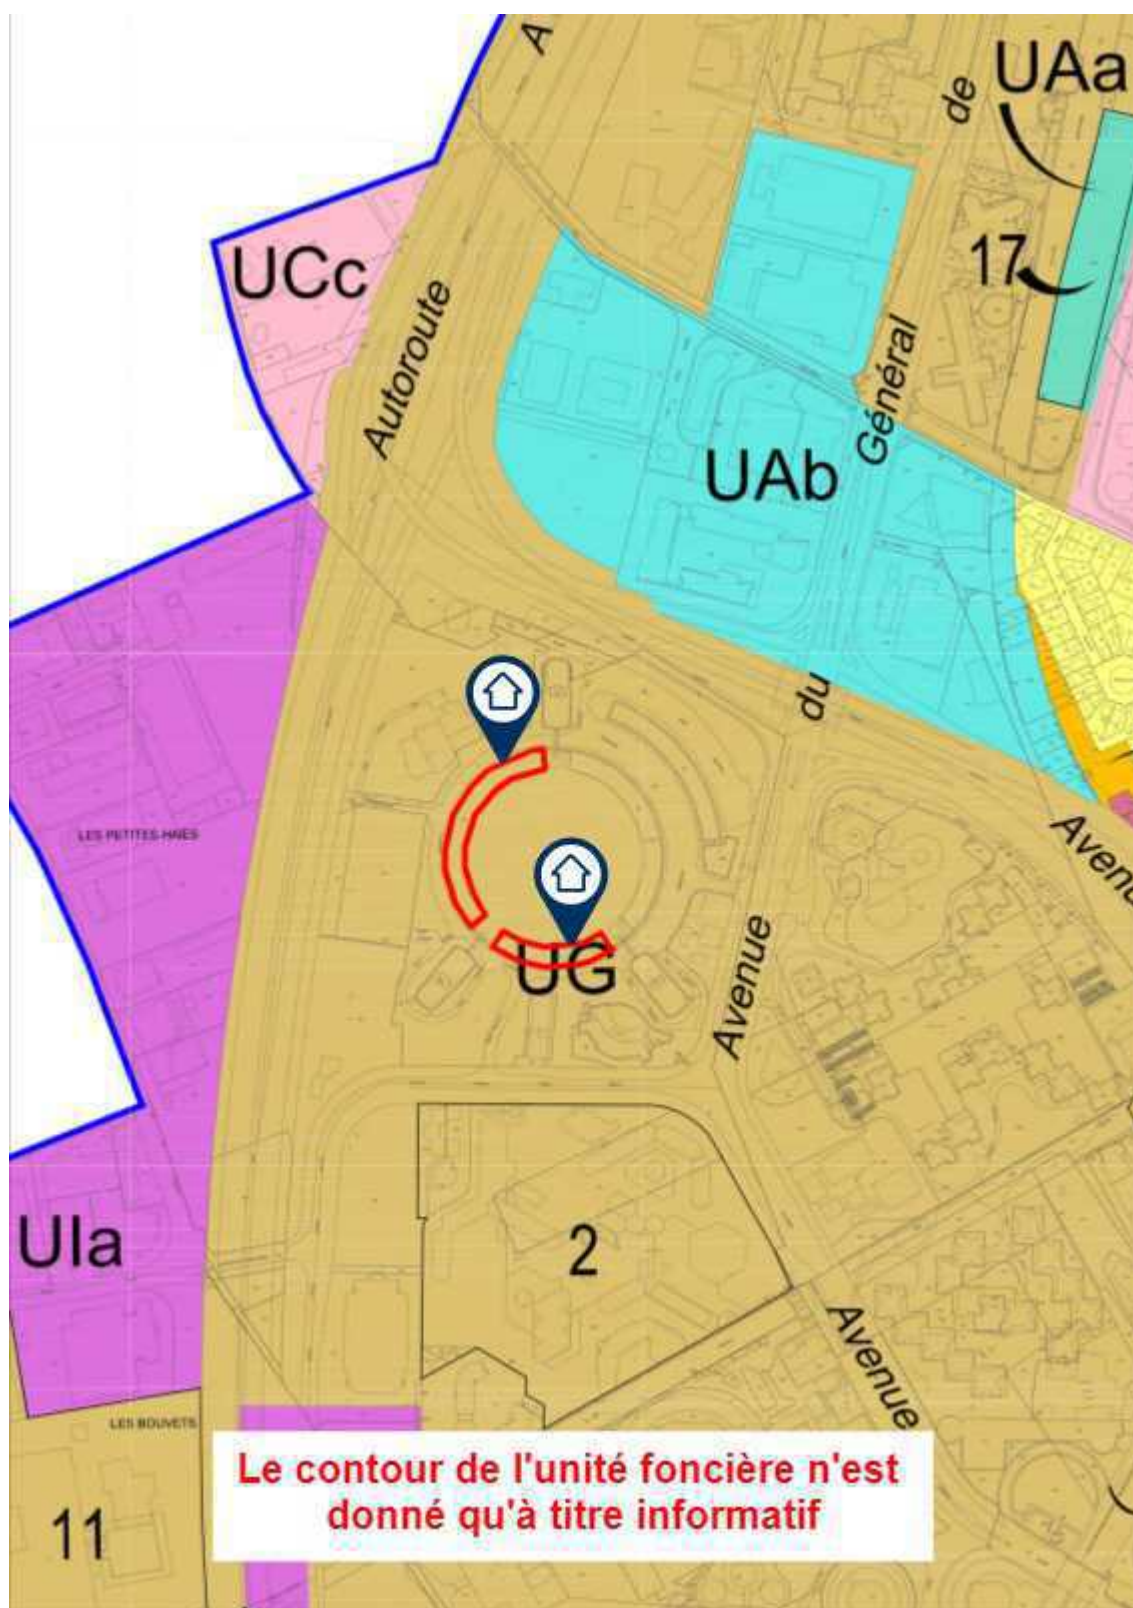 A
UAa
de
UCc
17
Autoroute
Général
UAb
du
LES PETITES-HAIES
Avenue
UG
Avenue
UIa
2
Avenue
LES BOUVETS
Le contour de l'unité foncière n'est
donné qu'à titre informatif
11